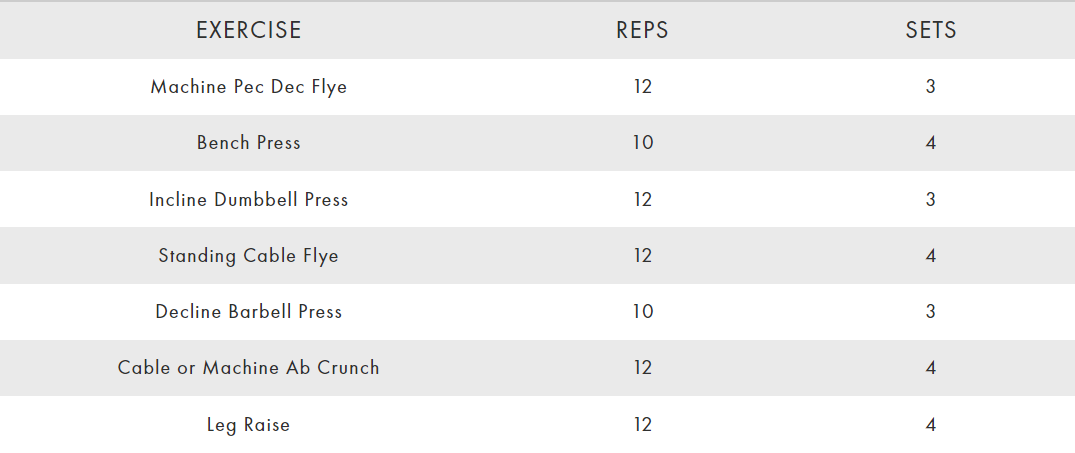 EXERCISE REPS SETS
Machine Pec Dec Flye 12 3
Bench Press 10 4
Incline Dumbbell Press 12 3
Standing Cable Flye 12 4
Decline Barbell Press 10 3
Cable or Machine Ab Crunch 12 4
Leg Raise 12 4